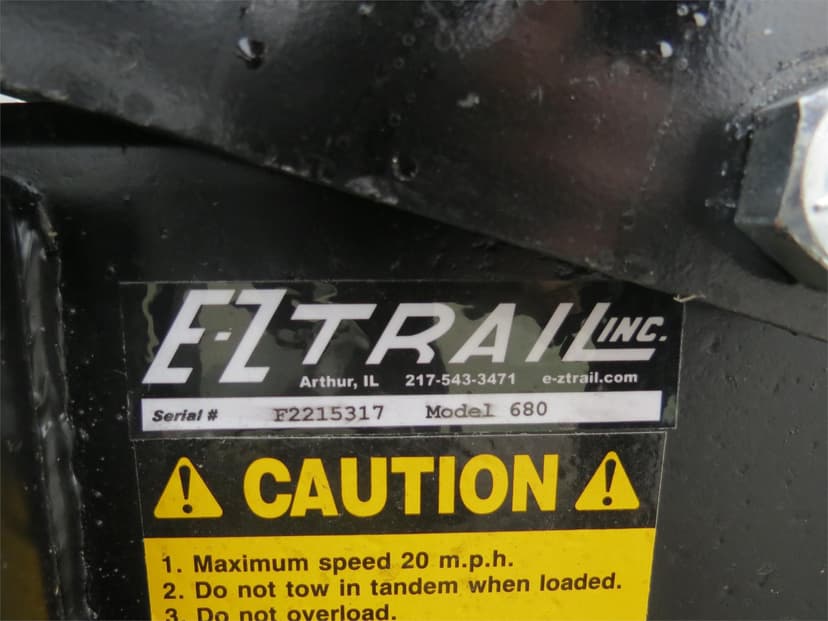 E-Z TRAIL INC.
Arthur, IL 217-543-3471 e-ztrail.com
Serial # F2215317 Model 680
CAUTION
1. Maximum speed 20 m.p.h.
2. Do not tow in tandem when loaded.
3. Do not overload.